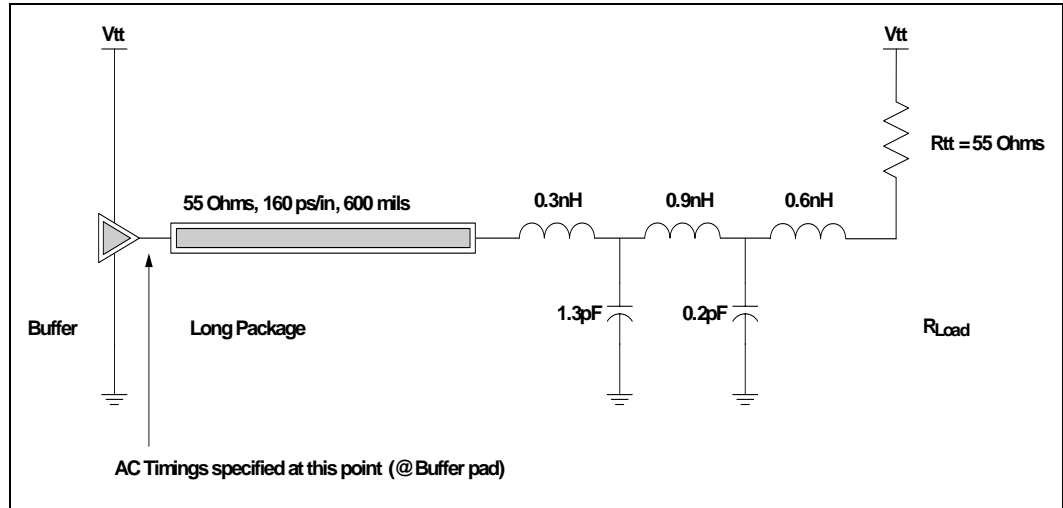 Vtt
Vtt
Rtt = 55 Ohms
55 Ohms, 160 ps/in, 600 mils
0.3nH
0.9nH
0.6nH
1.3pF
0.2pF
Buffer
Long Package
RLoad
AC Timings specified at this point (@ Buffer pad)